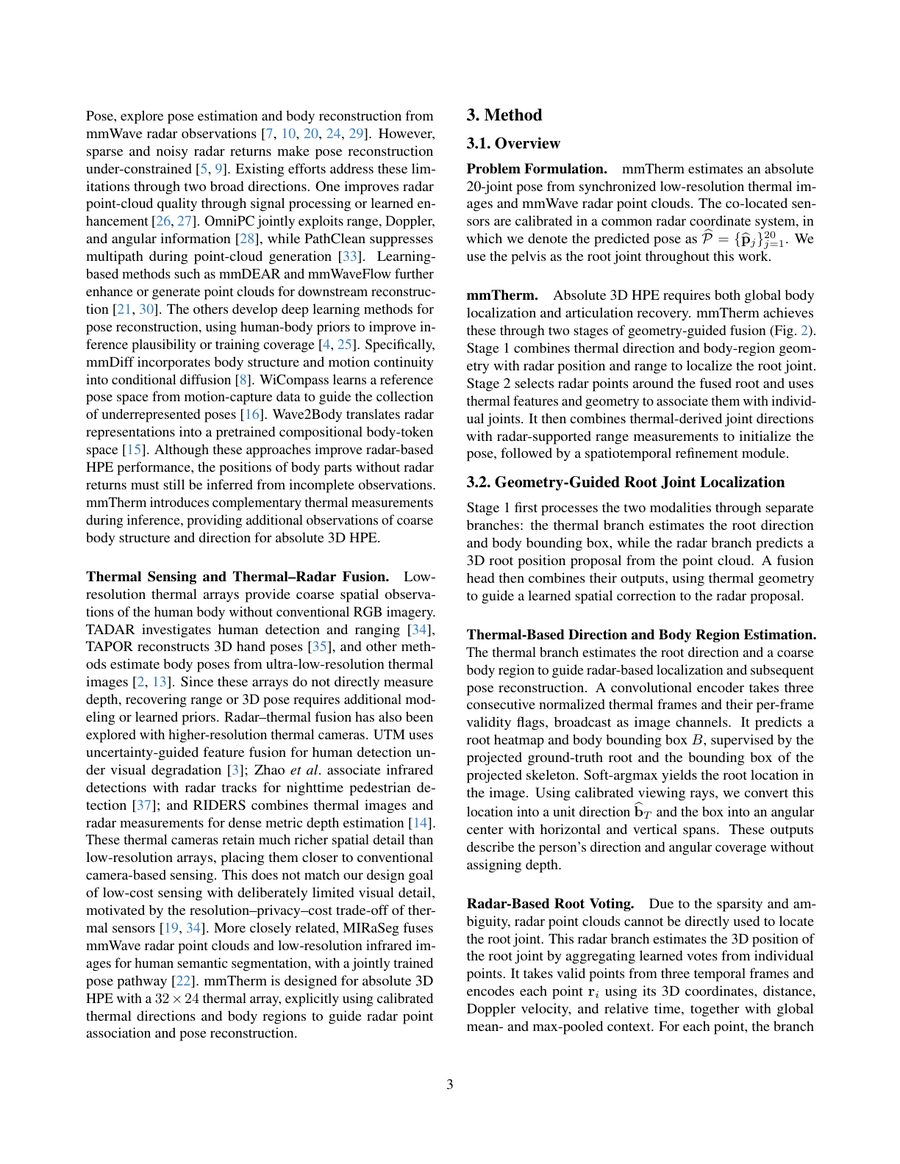 Pose, explore pose estimation and body reconstruction from
mmWave radar observations [7, 10, 20, 24, 29]. However,
sparse and noisy radar returns make pose reconstruction
under-constrained [5, 9]. Existing efforts address these lim-
itations through two broad directions. One improves radar
point-cloud quality through signal processing or learned en-
hancement [26, 27]. OmniPC jointly exploits range, Doppler,
and angular information [28], while PathClean suppresses
multipath during point-cloud generation [33]. Learning-
based methods such as mmDEAR and mmWaveFlow further
enhance or generate point clouds for downstream reconstruc-
tion [21, 30]. The others develop deep learning methods for
pose reconstruction, using human-body priors to improve in-
ference plausibility or training coverage [4, 25]. Specifically,
mmDiff incorporates body structure and motion continuity
into conditional diffusion [8]. WiCompass learns a reference
pose space from motion-capture data to guide the collection
of underrepresented poses [16]. Wave2Body translates radar
representations into a pretrained compositional body-token
space [15]. Although these approaches improve radar-based
HPE performance, the positions of body parts without radar
returns must still be inferred from incomplete observations.
mmTherm introduces complementary thermal measurements
during inference, providing additional observations of coarse
body structure and direction for absolute 3D HPE.
Thermal Sensing and Thermal–Radar Fusion. Low-
resolution thermal arrays provide coarse spatial observa-
tions of the human body without conventional RGB imagery.
TADAR investigates human detection and ranging [34],
TAPOR reconstructs 3D hand poses [35], and other meth-
ods estimate body poses from ultra-low-resolution thermal
images [2, 13]. Since these arrays do not directly measure
depth, recovering range or 3D pose requires additional mod-
eling or learned priors. Radar–thermal fusion has also been
explored with higher-resolution thermal cameras. UTM uses
uncertainty-guided feature fusion for human detection un-
der visual degradation [3]; Zhao et al. associate infrared
detections with radar tracks for nighttime pedestrian de-
tection [37]; and RIDERS combines thermal images and
radar measurements for dense metric depth estimation [14].
These thermal cameras retain much richer spatial detail than
low-resolution arrays, placing them closer to conventional
camera-based sensing. This does not match our design goal
of low-cost sensing with deliberately limited visual detail,
motivated by the resolution–privacy–cost trade-off of ther-
mal sensors [19, 34]. More closely related, MIRaSeg fuses
mmWave radar point clouds and low-resolution infrared im-
ages for human semantic segmentation, with a jointly trained
pose pathway [22]. mmTherm is designed for absolute 3D
HPE with a 32 × 24 thermal array, explicitly using calibrated
thermal directions and body regions to guide radar point
association and pose reconstruction.
3. Method
3.1. Overview
Problem Formulation. mmTherm estimates an absolute
20-joint pose from synchronized low-resolution thermal im-
ages and mmWave radar point clouds. The co-located sen-
sors are calibrated in a common radar coordinate system, in
which we denote the predicted pose as P̂ = {p̂ⱼ}²⁰ⱼ₌₁. We
use the pelvis as the root joint throughout this work.
mmTherm. Absolute 3D HPE requires both global body
localization and articulation recovery. mmTherm achieves
these through two stages of geometry-guided fusion (Fig. 2).
Stage 1 combines thermal direction and body-region geom-
etry with radar position and range to localize the root joint.
Stage 2 selects radar points around the fused root and uses
thermal features and geometry to associate them with individ-
ual joints. It then combines thermal-derived joint directions
with radar-supported range measurements to initialize the
pose, followed by a spatiotemporal refinement module.
3.2. Geometry-Guided Root Joint Localization
Stage 1 first processes the two modalities through separate
branches: the thermal branch estimates the root direction
and body bounding box, while the radar branch predicts a
3D root position proposal from the point cloud. A fusion
head then combines their outputs, using thermal geometry
to guide a learned spatial correction to the radar proposal.
Thermal-Based Direction and Body Region Estimation.
The thermal branch estimates the root direction and a coarse
body region to guide radar-based localization and subsequent
pose reconstruction. A convolutional encoder takes three
consecutive normalized thermal frames and their per-frame
validity flags, broadcast as image channels. It predicts a
root heatmap and body bounding box B, supervised by the
projected ground-truth root and the bounding box of the
projected skeleton. Soft-argmax yields the root location in
the image. Using calibrated viewing rays, we convert this
location into a unit direction b̂_T and the box into an angular
center with horizontal and vertical spans. These outputs
describe the person's direction and angular coverage without
assigning depth.
Radar-Based Root Voting. Due to the sparsity and am-
biguity, radar point clouds cannot be directly used to locate
the root joint. This radar branch estimates the 3D position of
the root joint by aggregating learned votes from individual
points. It takes valid points from three temporal frames and
encodes each point rᵢ using its 3D coordinates, distance,
Doppler velocity, and relative time, together with global
mean- and max-pooled context. For each point, the branch
3